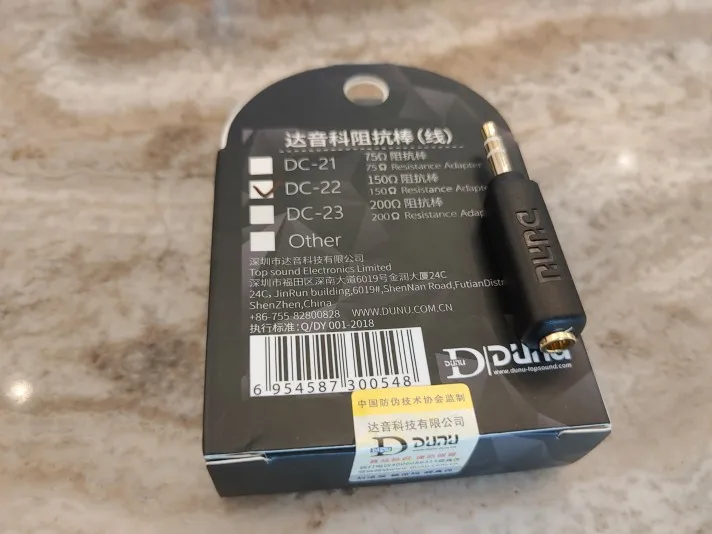 达音科阻抗棒(线)
DC-21 75Ω 阻抗棒
75Ω Resistance Adapter
DC-22 150Ω 阻抗棒
150Ω Resistance Adap
DC-23 200Ω 阻抗棒
200Ω Resistance Adap
Other
深圳市达音科技有限公司
Top sound Electronics Limited
深圳市福田区深南大道6019号金润大厦24C
24C, JinRun building,6019#,ShenNan Road,FutianDistri
ShenZhen,China
+86-755-82800828 WWW.DUNU.COM.CN
执行标准:Q/DY 001-2018
6 954587 300548
D DUNU
www.dunu-topsound.com
中国防伪技术协会监制
达音科技有限公司
D DUNU
DUNU